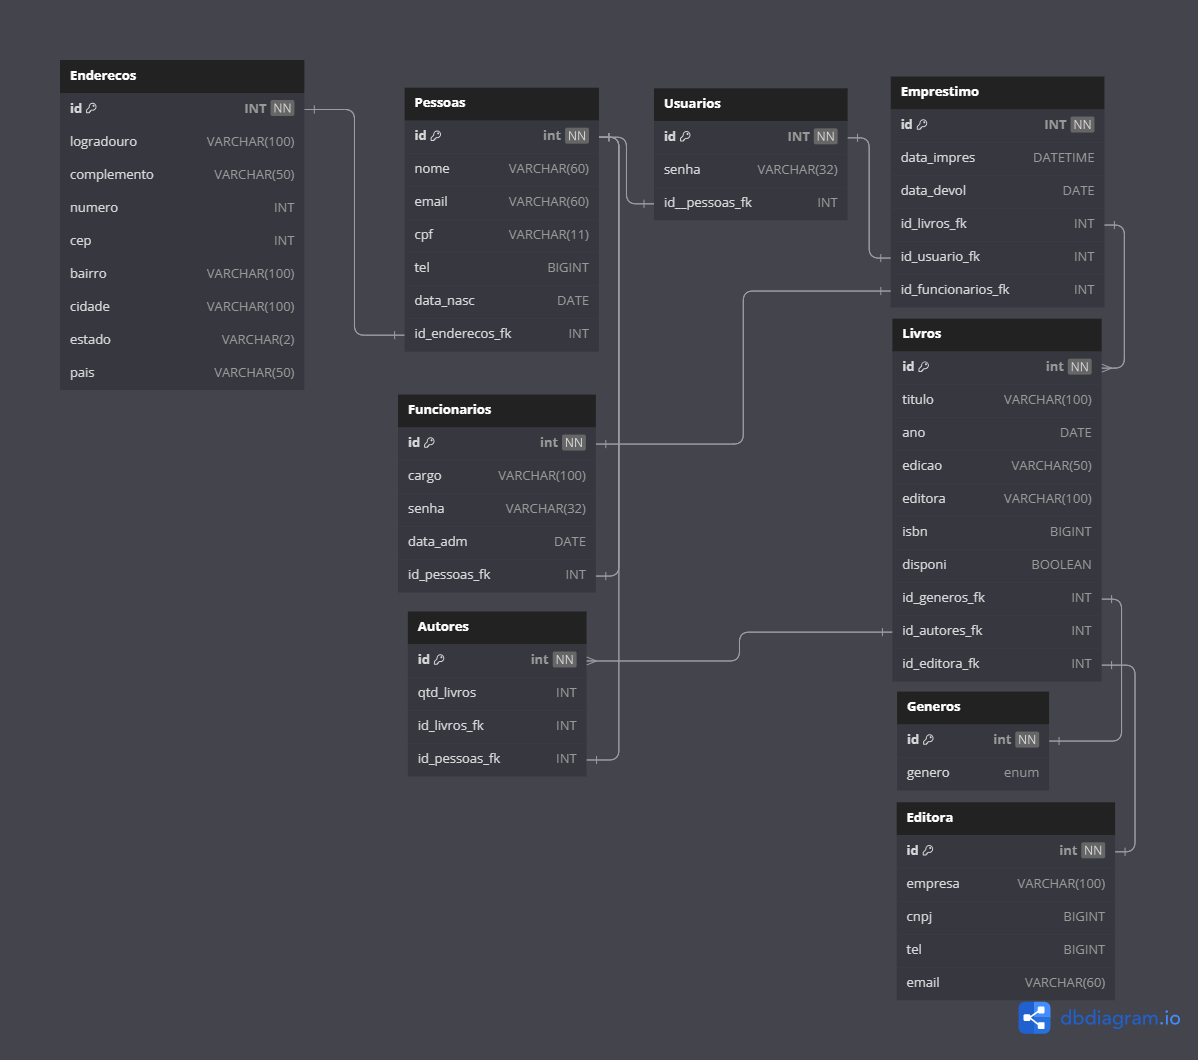 Enderecos
id INT NN
logradouro VARCHAR(100)
complemento VARCHAR(50)
numero INT
cep INT
bairro VARCHAR(100)
cidade VARCHAR(100)
estado VARCHAR(2)
pais VARCHAR(50)
Pessoas
id int NN
nome VARCHAR(60)
email VARCHAR(60)
cpf VARCHAR(11)
tel BIGINT
data_nasc DATE
id_enderecos_fk INT
Usuarios
id INT NN
senha VARCHAR(32)
id__pessoas_fk INT
Emprestimo
id INT NN
data_impres DATETIME
data_devol DATE
id_livros_fk INT
id_usuario_fk INT
id_funcionarios_fk INT
Funcionarios
id int NN
cargo VARCHAR(100)
senha VARCHAR(32)
data_adm DATE
id_pessoas_fk INT
Livros
id int NN
titulo VARCHAR(100)
ano DATE
edicao VARCHAR(50)
editora VARCHAR(100)
isbn BIGINT
disponi BOOLEAN
id_generos_fk INT
id_autores_fk INT
id_editora_fk INT
Autores
id int NN
qtd_livros INT
id_livros_fk INT
id_pessoas_fk INT
Generos
id int NN
genero enum
Editora
id int NN
empresa VARCHAR(100)
cnpj BIGINT
tel BIGINT
email VARCHAR(60)
dbdiagram.io